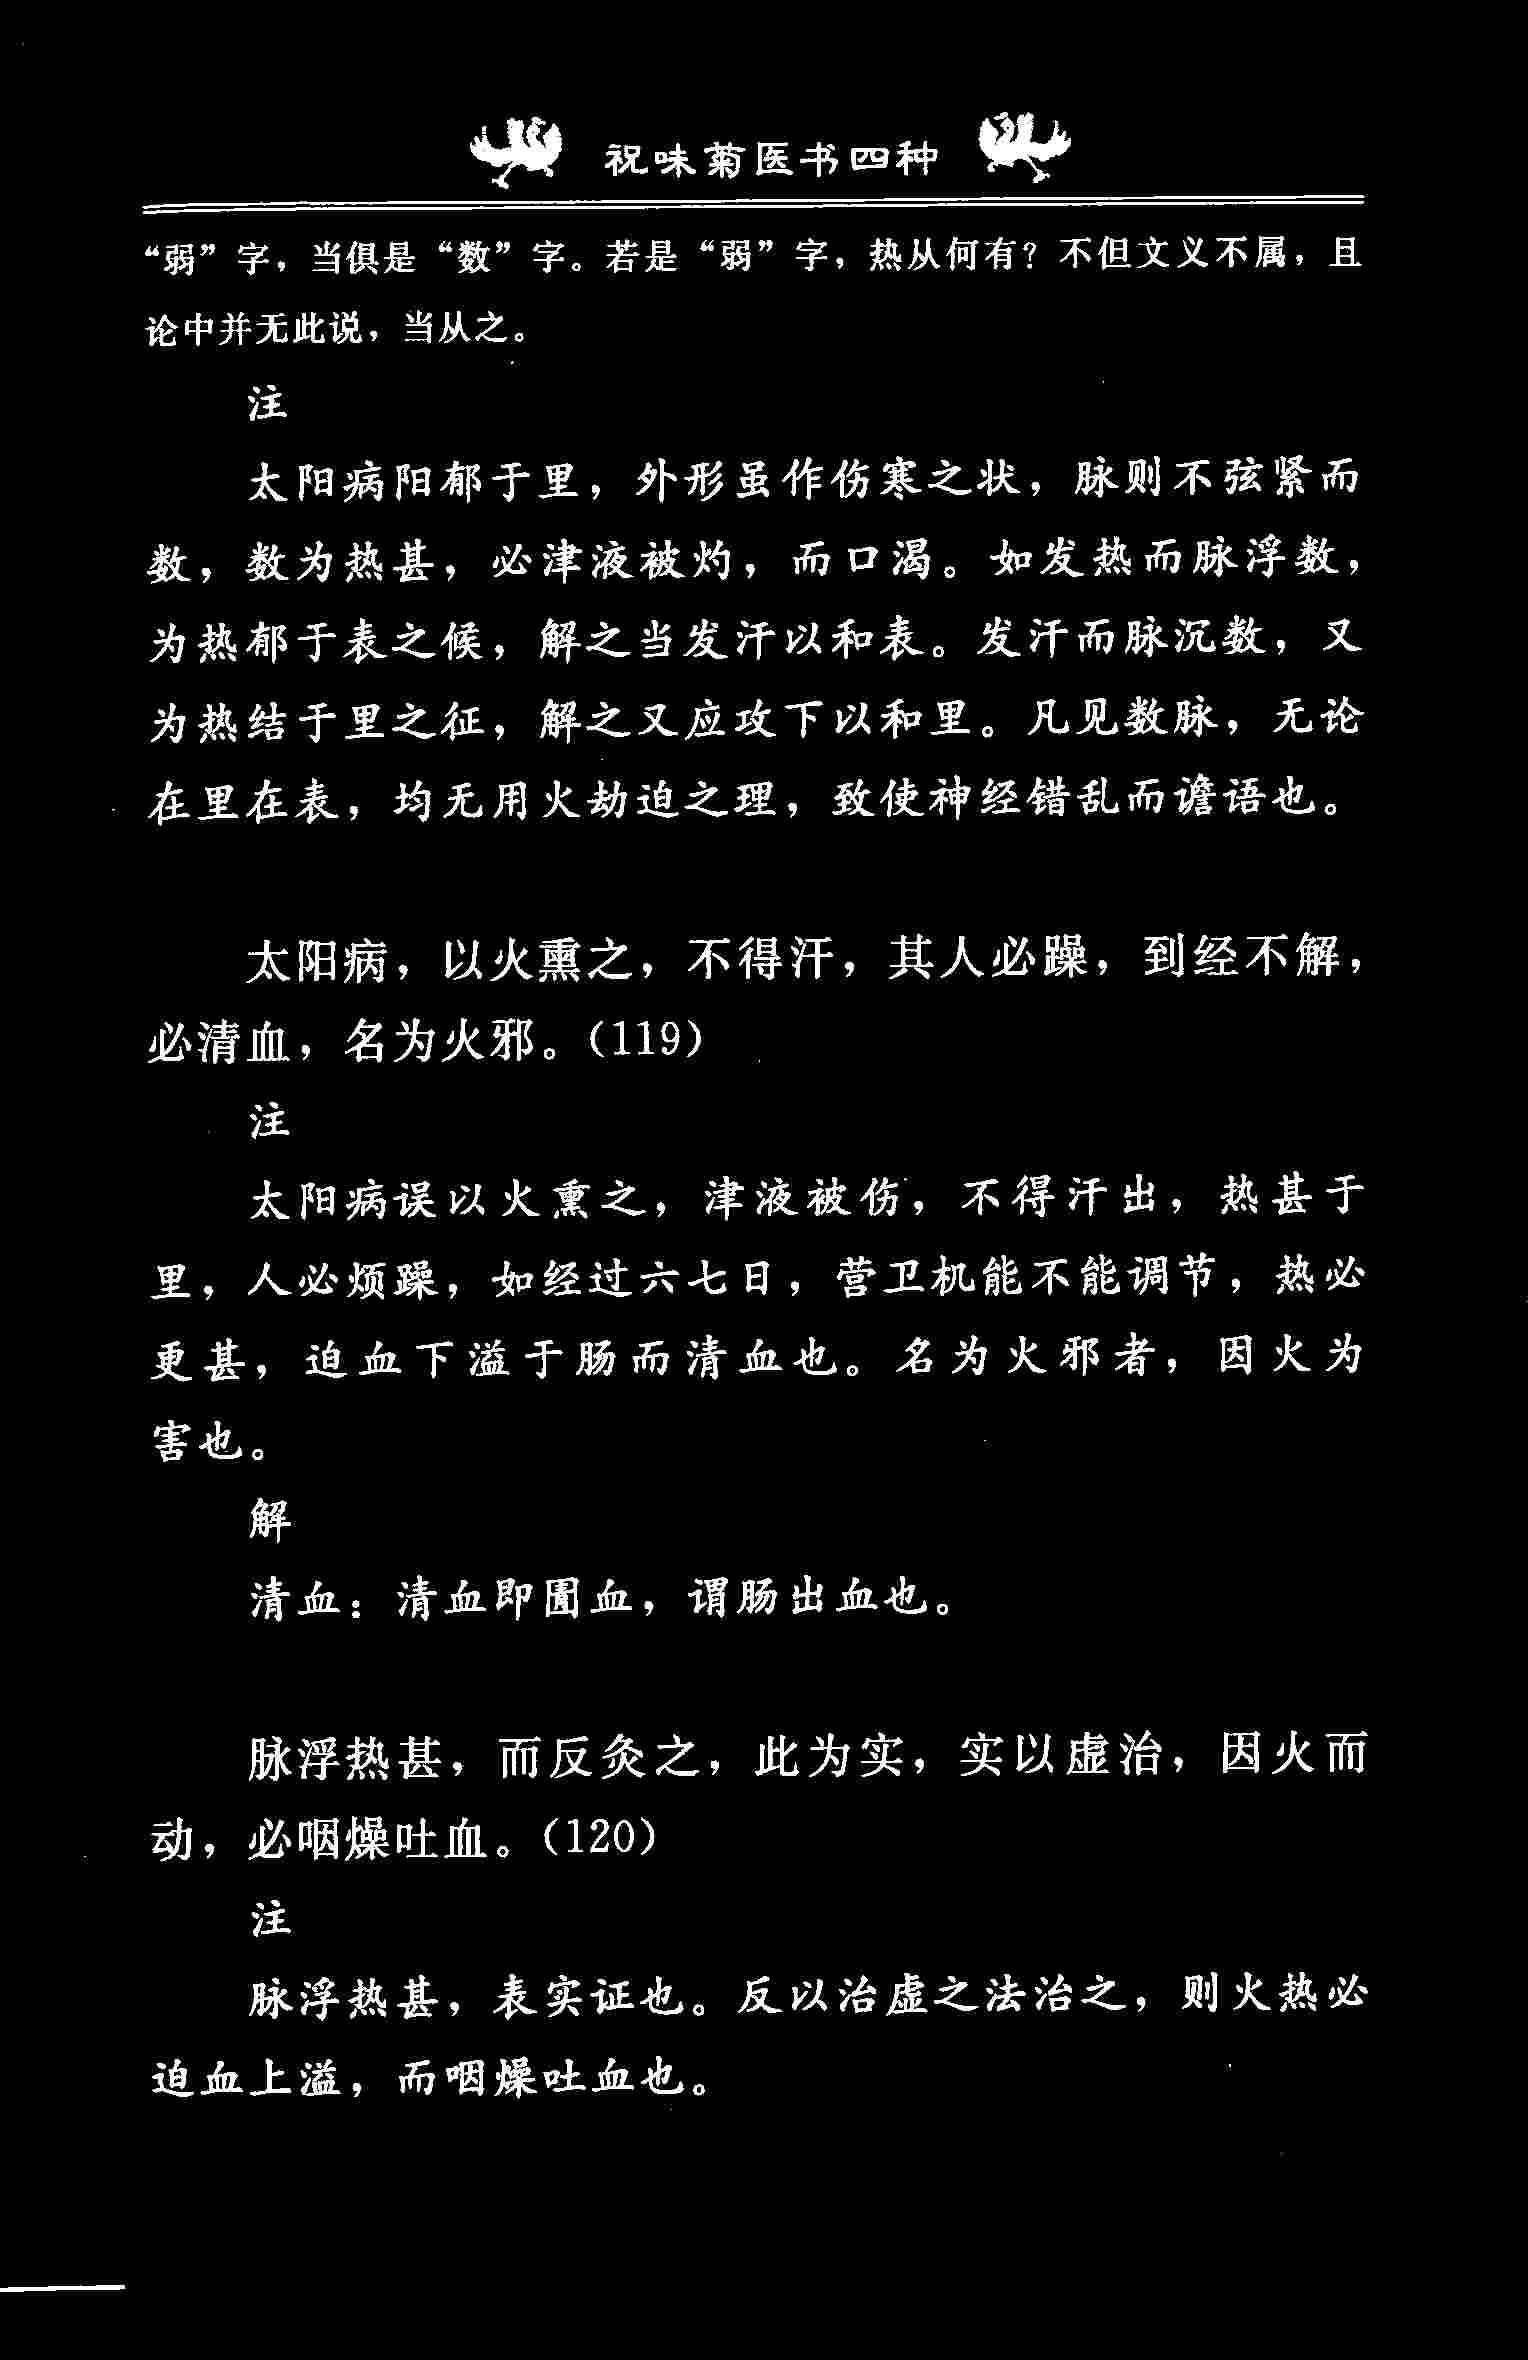 祝味菊医书四种
“弱”字，当俱是“数”字。若是“弱”字，热从何有？不但文义不属，且
论中并无此说，当从之。
注
太阳病阳郁于里，外形虽作伤寒之状，脉则不弦紧而
数，数为热甚，必津液被灼，而口渴。如发热而脉浮数，
为热郁于表之候，解之当发汗以和表。发汗而脉沉数，又
为热结于里之征，解之又应攻下以和里。凡见数脉，无论
在里在表，均无用火劫迫之理，致使神经错乱而谵语也。
太阳病，以火熏之，不得汗，其人必躁，到经不解，
必清血，名为火邪。（119）
注
太阳病误以火熏之，津液被伤，不得汗出，热甚于
里，人必烦躁，如经过六七日，营卫机能不能调节，热必
更甚，迫血下溢于肠而清血也。名为火邪者，因火为
害也。
解
清血：清血即圊血，谓肠出血也。
脉浮热甚，而反灸之，此为实，实以虚治，因火而
动，必咽燥吐血。（120）
注
脉浮热甚，表实证也。反以治虚之法治之，则火热必
迫血上溢，而咽燥吐血也。